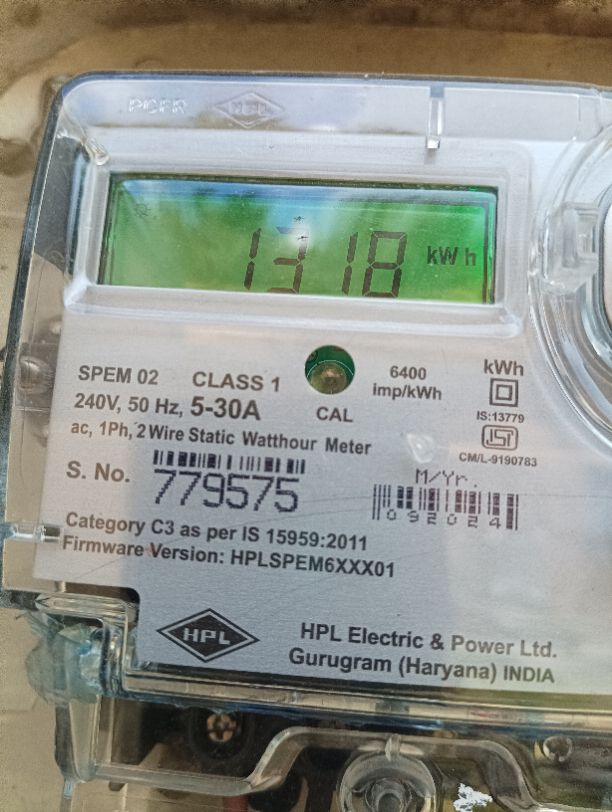 HPL
1318 kWh
SPEM 02 CLASS 1
6400
imp/kWh
kWh
240V, 50 Hz, 5-30A
CAL
IS:13779
ac, 1Ph, 2 Wire Static Watthour Meter
ISI
CM/L-9190783
S. No. 779575
M/Yr.
092024
Category C3 as per IS 15959:2011
Firmware Version: HPLSPEM6XXX01
HPL
HPL Electric & Power Ltd.
Gurugram (Haryana) INDIA